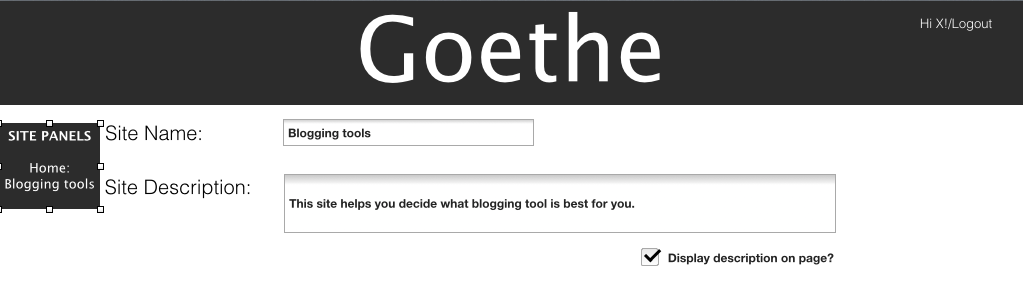 Goethe
Hi X!/Logout
SITE PANELS
Home:
Blogging tools
Site Name:
Blogging tools
Site Description:
This site helps you decide what blogging tool is best for you.
Display description on page?